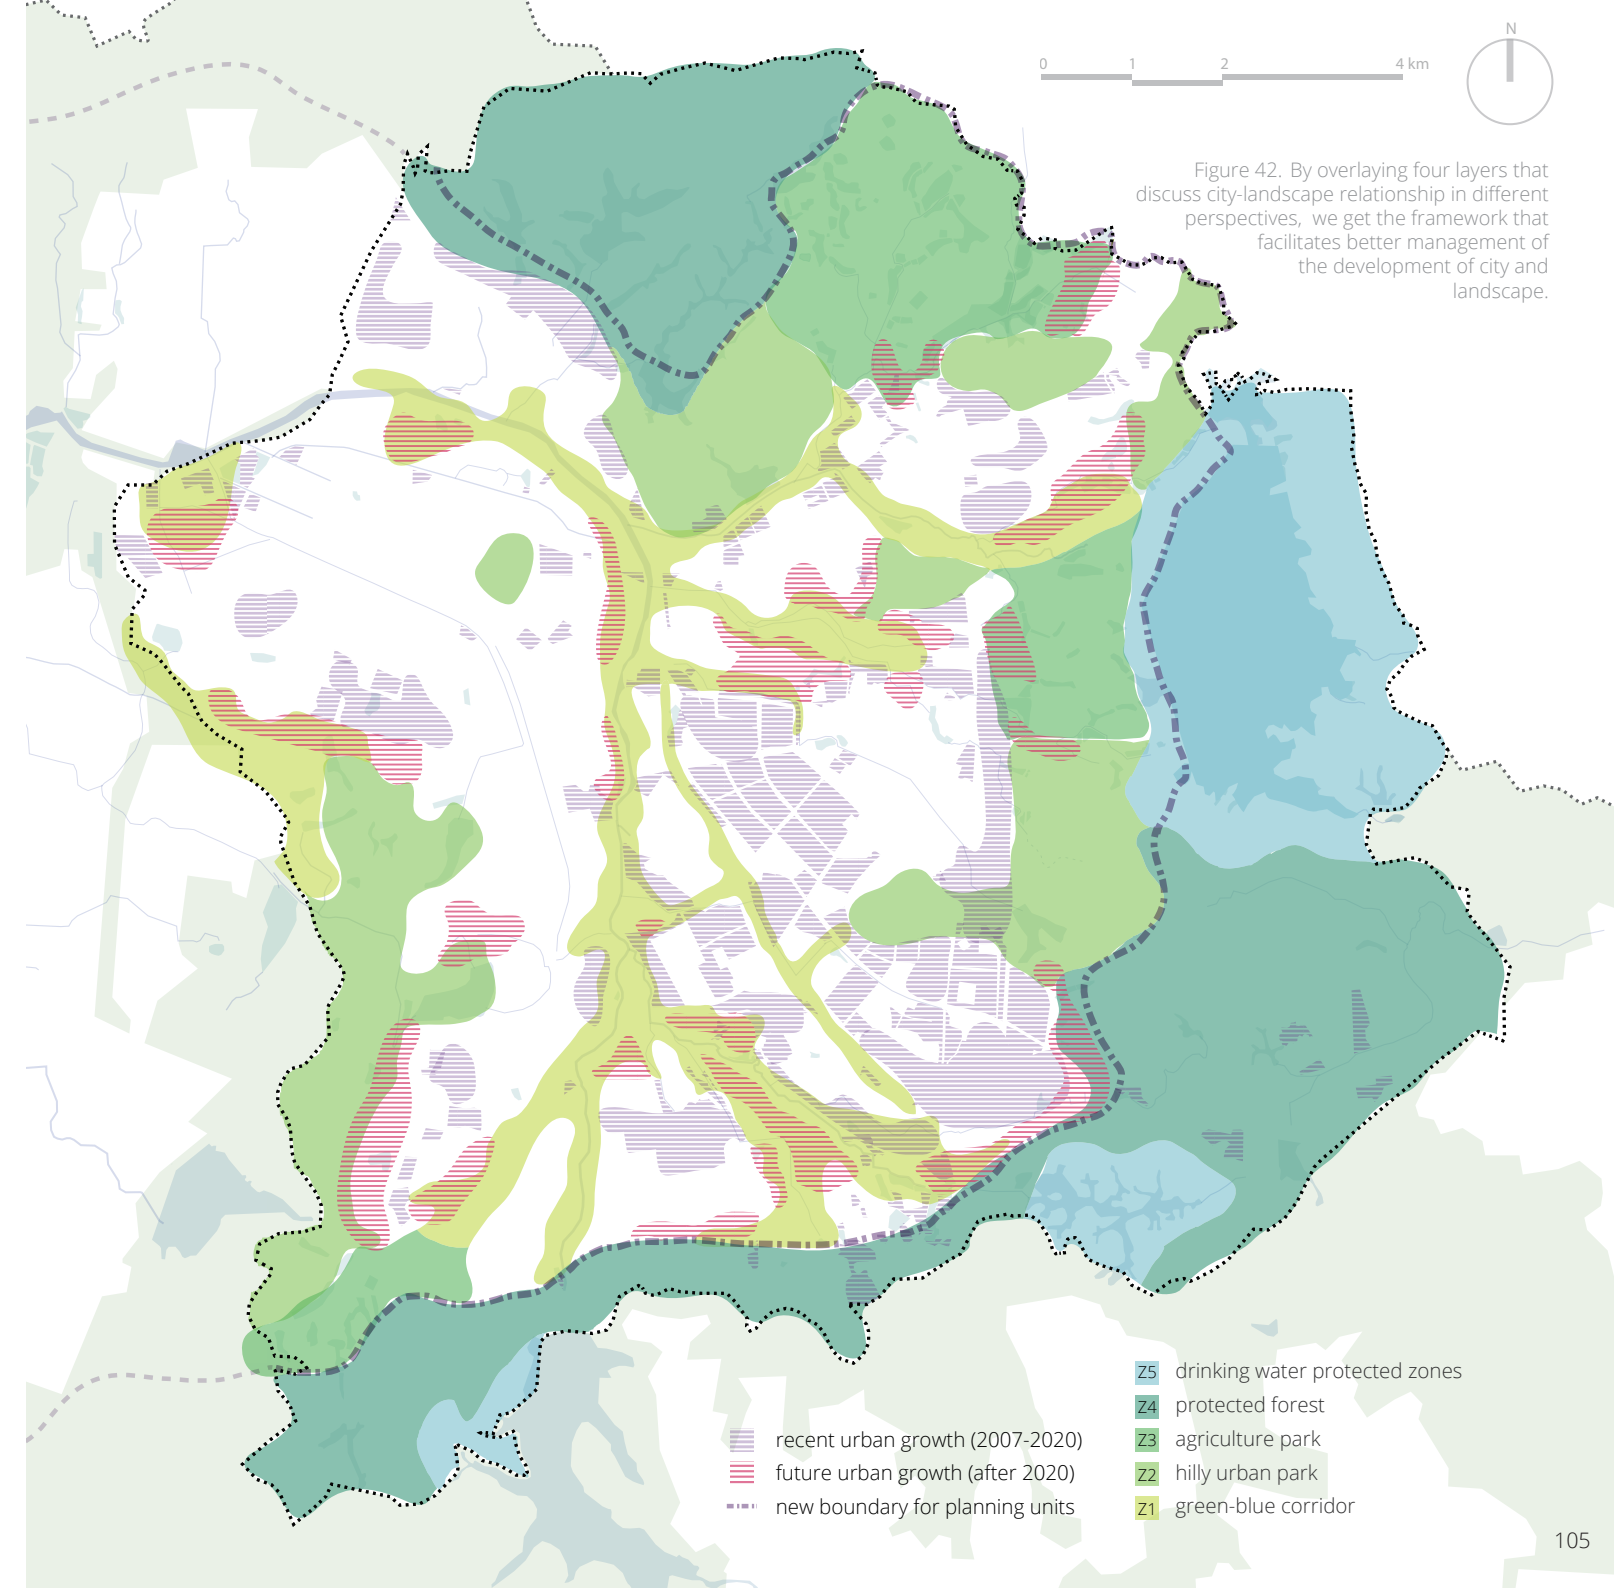 N
0 1 2 4 km
Figure 42. By overlaying four layers that
discuss city-landscape relationship in different
perspectives, we get the framework that
facilitates better management of
the development of city and
landscape.
recent urban growth (2007-2020)
future urban growth (after 2020)
new boundary for planning units
Z5 drinking water protected zones
Z4 protected forest
Z3 agriculture park
Z2 hilly urban park
Z1 green-blue corridor
105